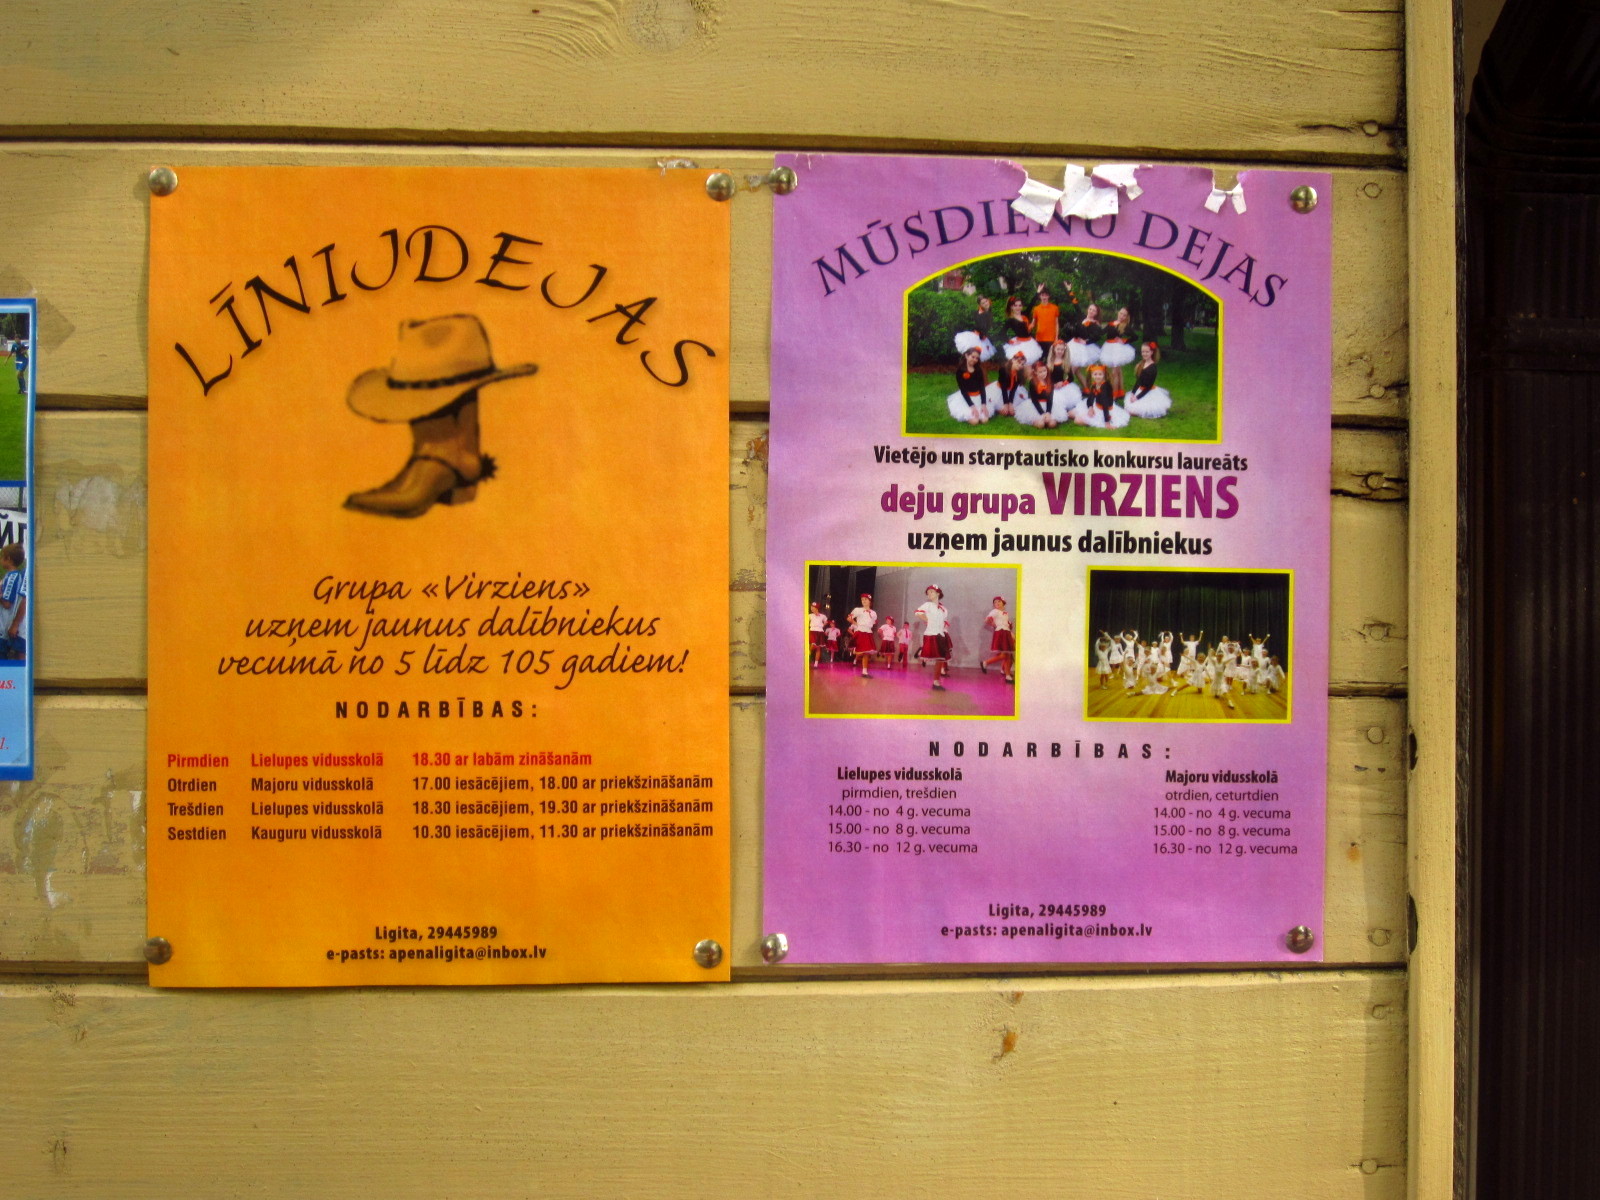 LĪNIJDEJAS
Grupa «Virziens»
uzņem jaunus dalībniekus
vecumā no 5 līdz 105 gadiem!
NODARBĪBAS:
Pirmdien Lielupes vidusskolā 18.30 ar labām zināšanām
Otrdien Majoru vidusskolā 17.00 iesācējiem, 18.00 ar priekšzināšanām
Trešdien Lielupes vidusskolā 18.30 iesācējiem, 19.30 ar priekšzināšanām
Sestdien Kauguru vidusskolā 10.30 iesācējiem, 11.30 ar priekšzināšanām
Ligita, 29445989
e-pasts: apenaligita@inbox.lv
MŪSDIENU DEJAS
Vietējo un starptautisko konkursu laureāts
deju grupa VIRZIENS
uzņem jaunus dalībniekus
NODARBĪBAS:
Lielupes vidusskolā
pirmdien, trešdien
14.00 - no 4 g. vecuma
15.00 - no 8 g. vecuma
16.30 - no 12 g. vecuma
Majoru vidusskolā
otrdien, ceturtdien
14.00 - no 4 g. vecuma
15.00 - no 8 g. vecuma
16.30 - no 12 g. vecuma
Ligita, 29445989
e-pasts: apenaligita@inbox.lv